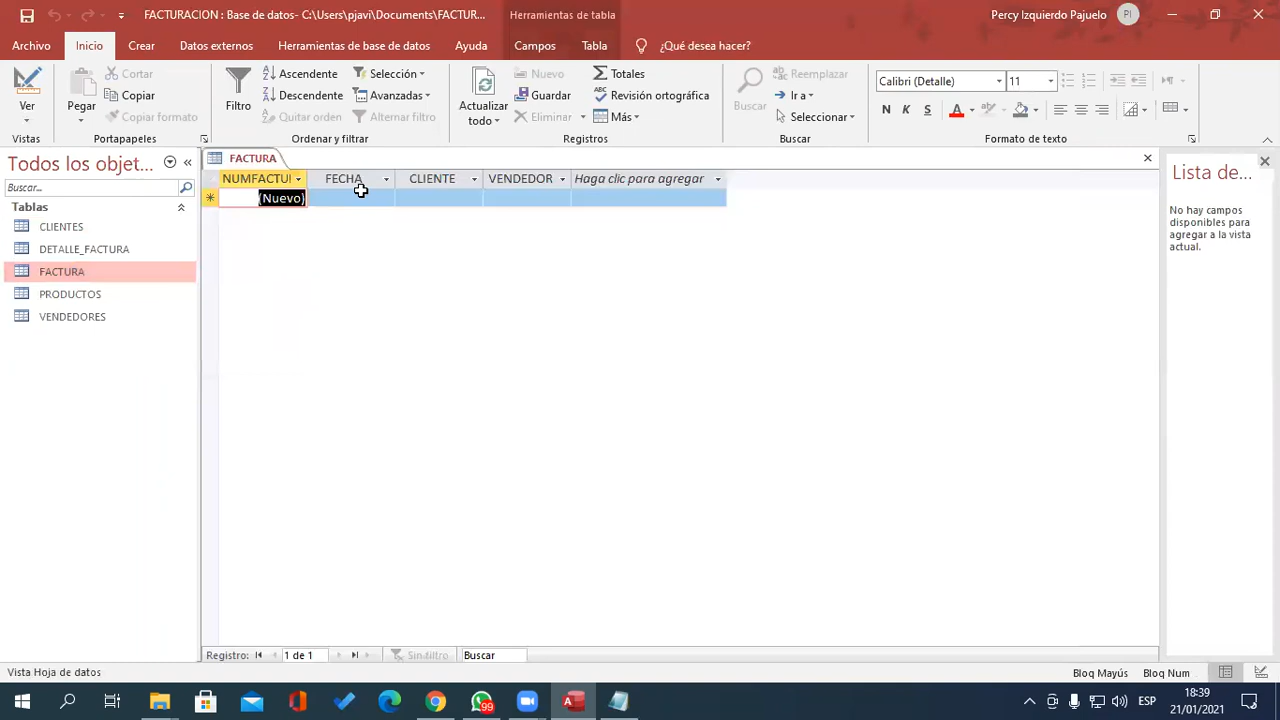 FACTURACION : Base de datos- C:\Users\pjavi\Documents\FACTUR...
Herramientas de tabla
Percy Izquierdo Pajuelo
PI
Archivo
Inicio
Crear
Datos externos
Herramientas de base de datos
Ayuda
Campos
Tabla
¿Qué desea hacer?
Ver
Pegar
Cortar
Copiar
Copiar formato
Filtro
Ascendente
Descendente
Quitar orden
Selección
Avanzadas
Alternar filtro
Actualizar
todo
Nuevo
Guardar
Eliminar
Totales
Revisión ortográfica
Más
Buscar
Reemplazar
Ir a
Seleccionar
Calibri (Detalle)
11
N K S
A
Vistas
Portapapeles
Ordenar y filtrar
Registros
Buscar
Formato de texto
Todos los objet...
Buscar...
Tablas
CLIENTES
DETALLE_FACTURA
FACTURA
PRODUCTOS
VENDEDORES
FACTURA
NUMFACTUI
FECHA
CLIENTE
VENDEDOR
Haga clic para agregar
(Nuevo)
Lista de...
No hay campos
disponibles para
agregar a la vista
actual.
Registro:
1 de 1
Sin filtro
Buscar
Vista Hoja de datos
Bloq Mayús
Bloq Num
99
ESP
18:39
21/01/2021